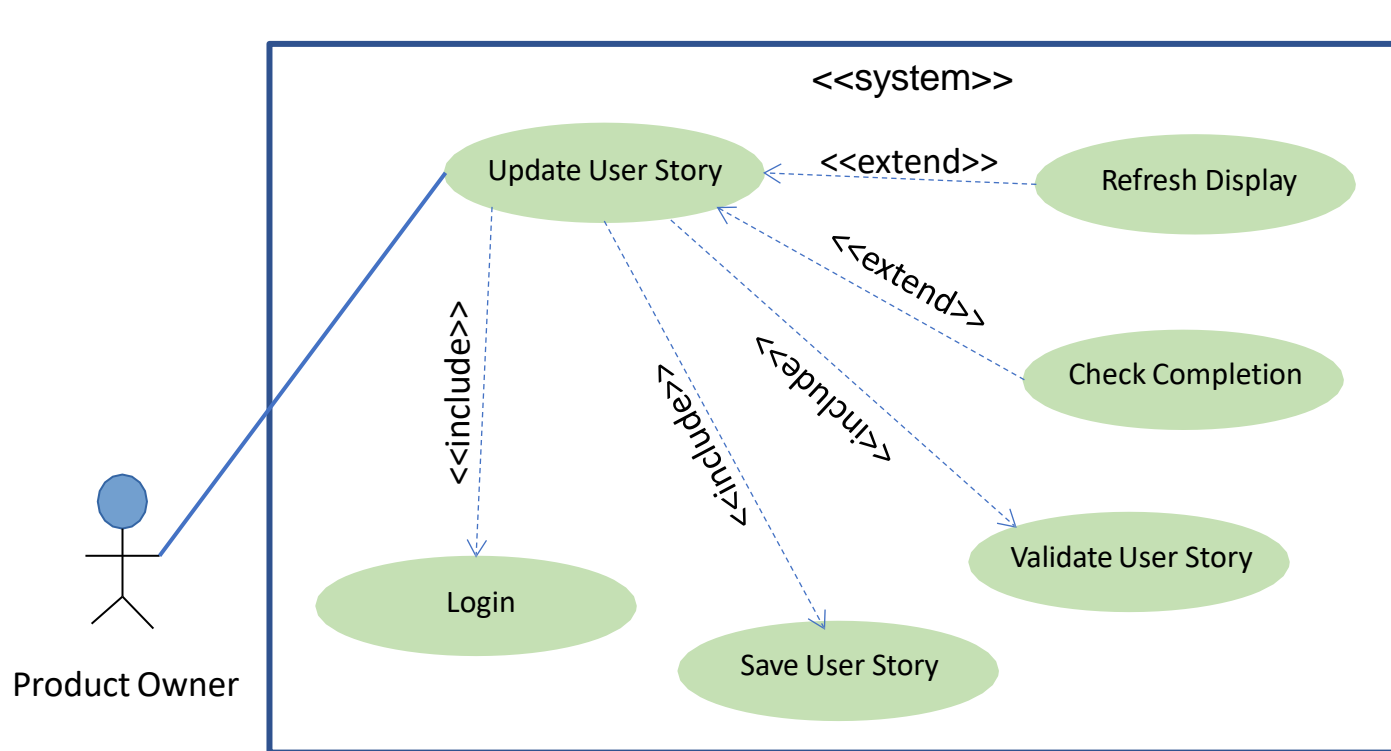 <<system>>
Update User Story
<<extend>>
Refresh Display
<<extend>>
Check Completion
<<include>>
<<include>>
<<include>>
Validate User Story
Login
Save User Story
Product Owner